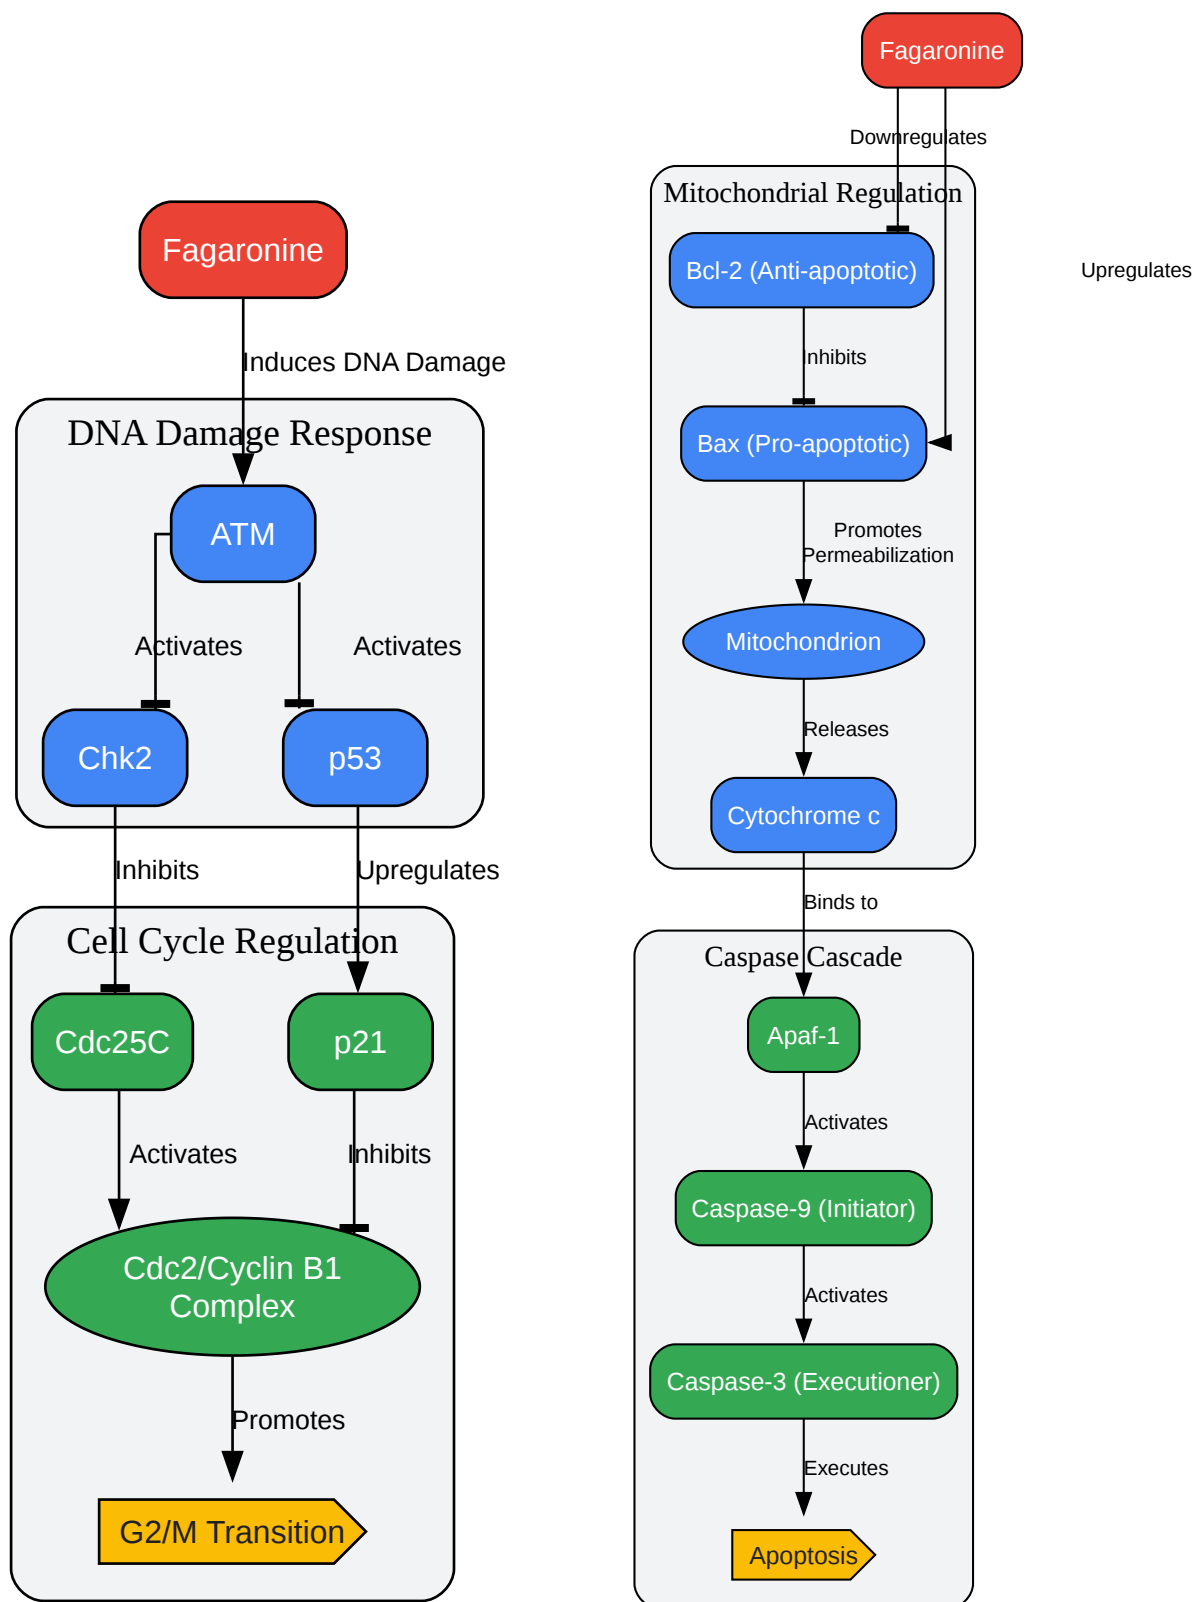 Fagaronine
Induces DNA Damage
DNA Damage Response
ATM
Activates
Activates
Chk2
p53
Inhibits
Upregulates
Cell Cycle Regulation
Cdc25C
p21
Activates
Inhibits
Cdc2/Cyclin B1
Complex
Promotes
G2/M Transition
Fagaronine
Downregulates
Mitochondrial Regulation
Bcl-2 (Anti-apoptotic)
Upregulates
Inhibits
Bax (Pro-apoptotic)
Promotes
Permeabilization
Mitochondrion
Releases
Cytochrome c
Binds to
Caspase Cascade
Apaf-1
Activates
Caspase-9 (Initiator)
Activates
Caspase-3 (Executioner)
Executes
Apoptosis